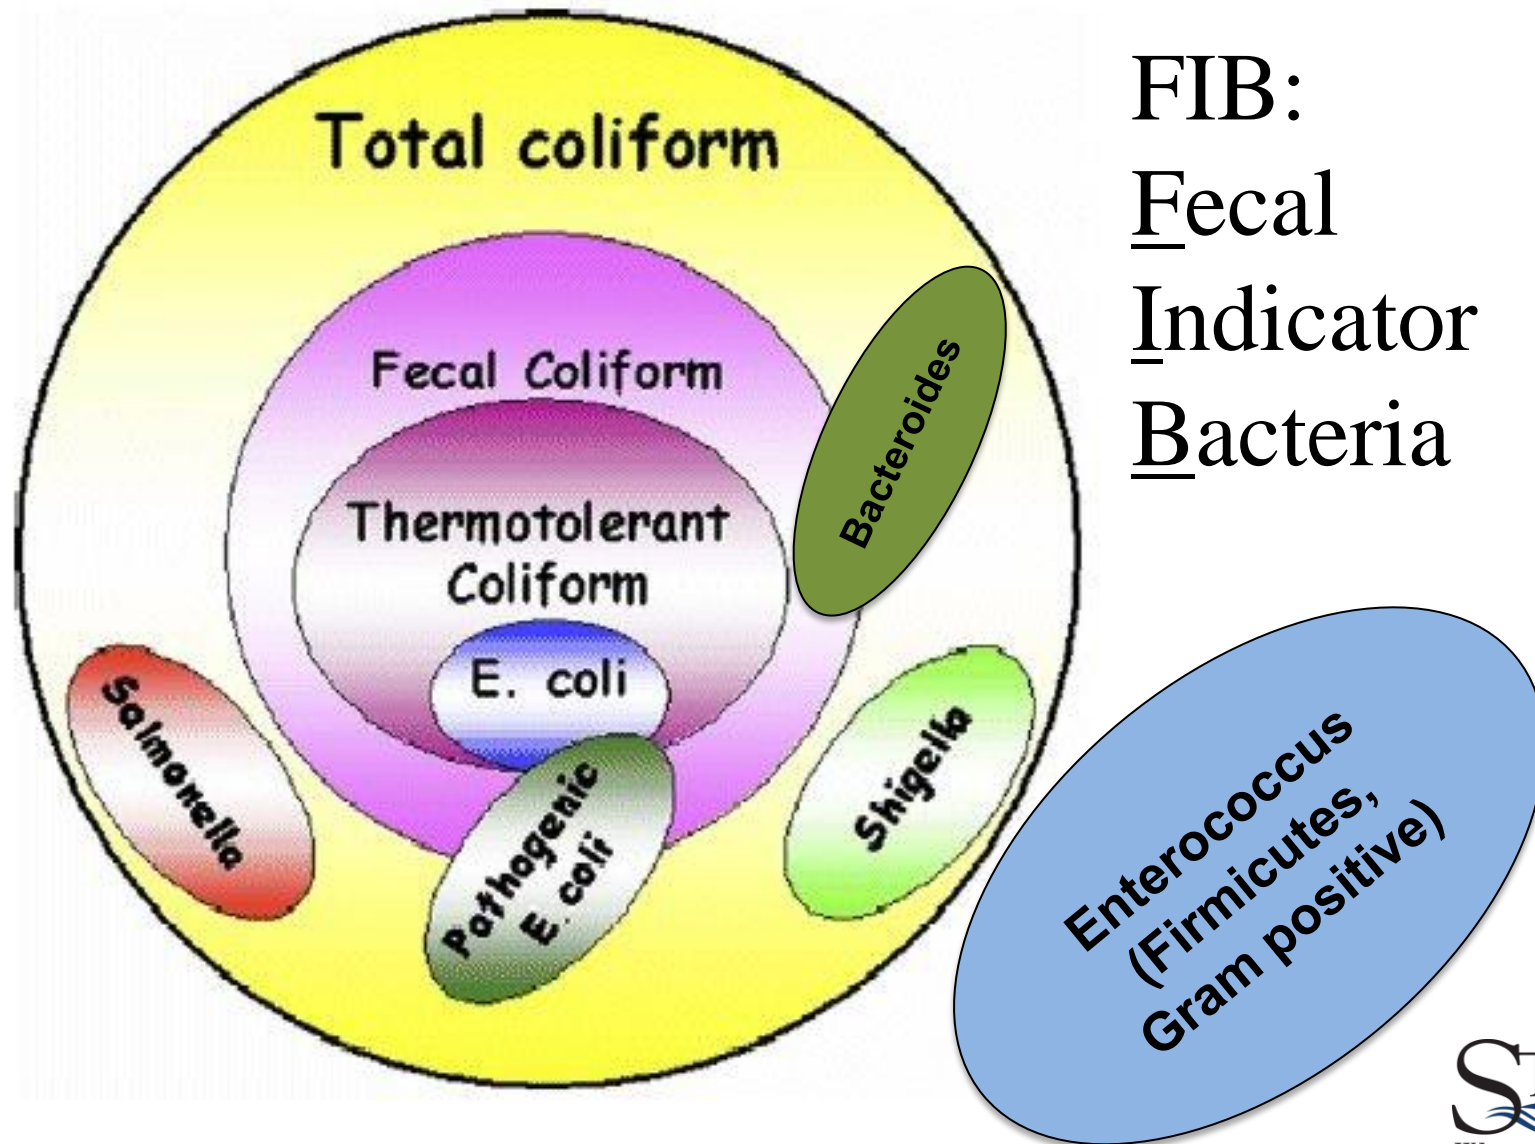 Total coliform
Fecal Coliform
Thermotolerant
Coliform
E. coli
Pathogenic
E. coli
Salmonella
Shigella
Bacteroides
Enterococcus
(Firmicutes,
Gram positive)
FIB:
Fecal
Indicator
Bacteria